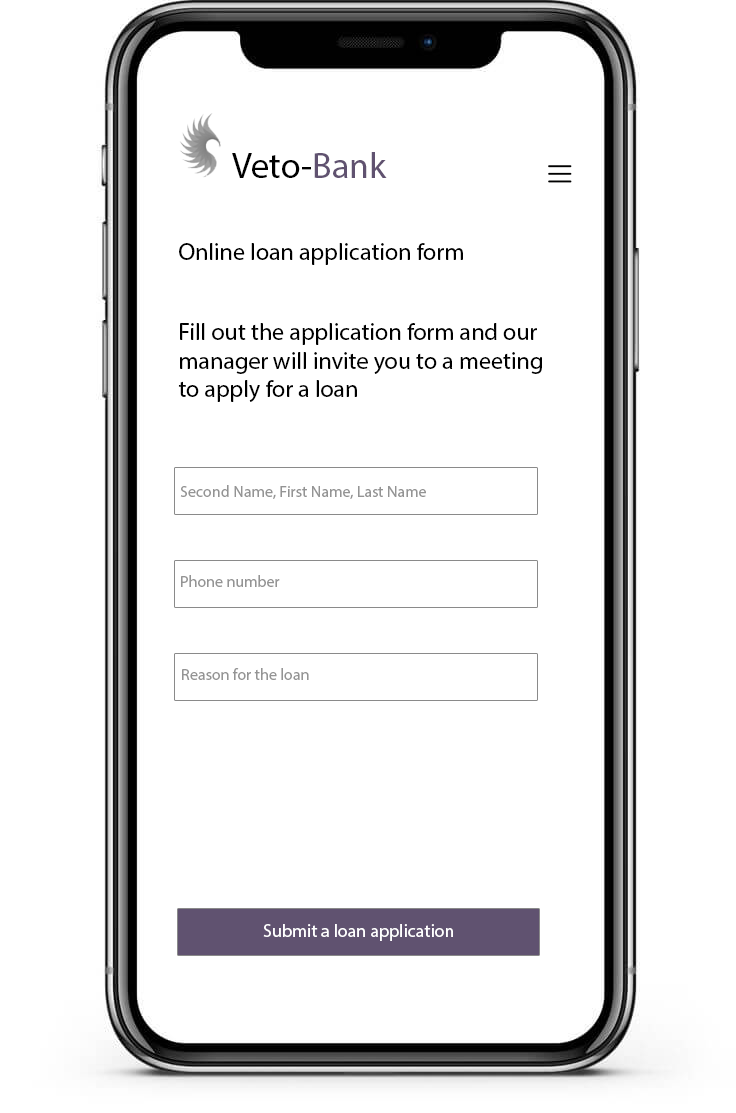 Veto-Bank
Online loan application form
Fill out the application form and our
manager will invite you to a meeting
to apply for a loan
Second Name, First Name, Last Name
Phone number
Reason for the loan
Submit a loan application